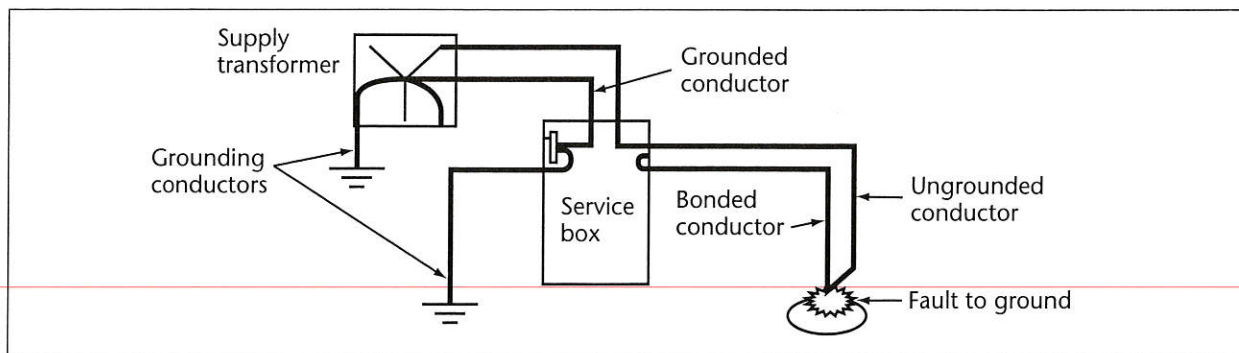 Supply
transformer
Grounded
conductor
Grounding
conductors
Service
box
Bonded
conductor
Ungrounded
conductor
Fault to ground